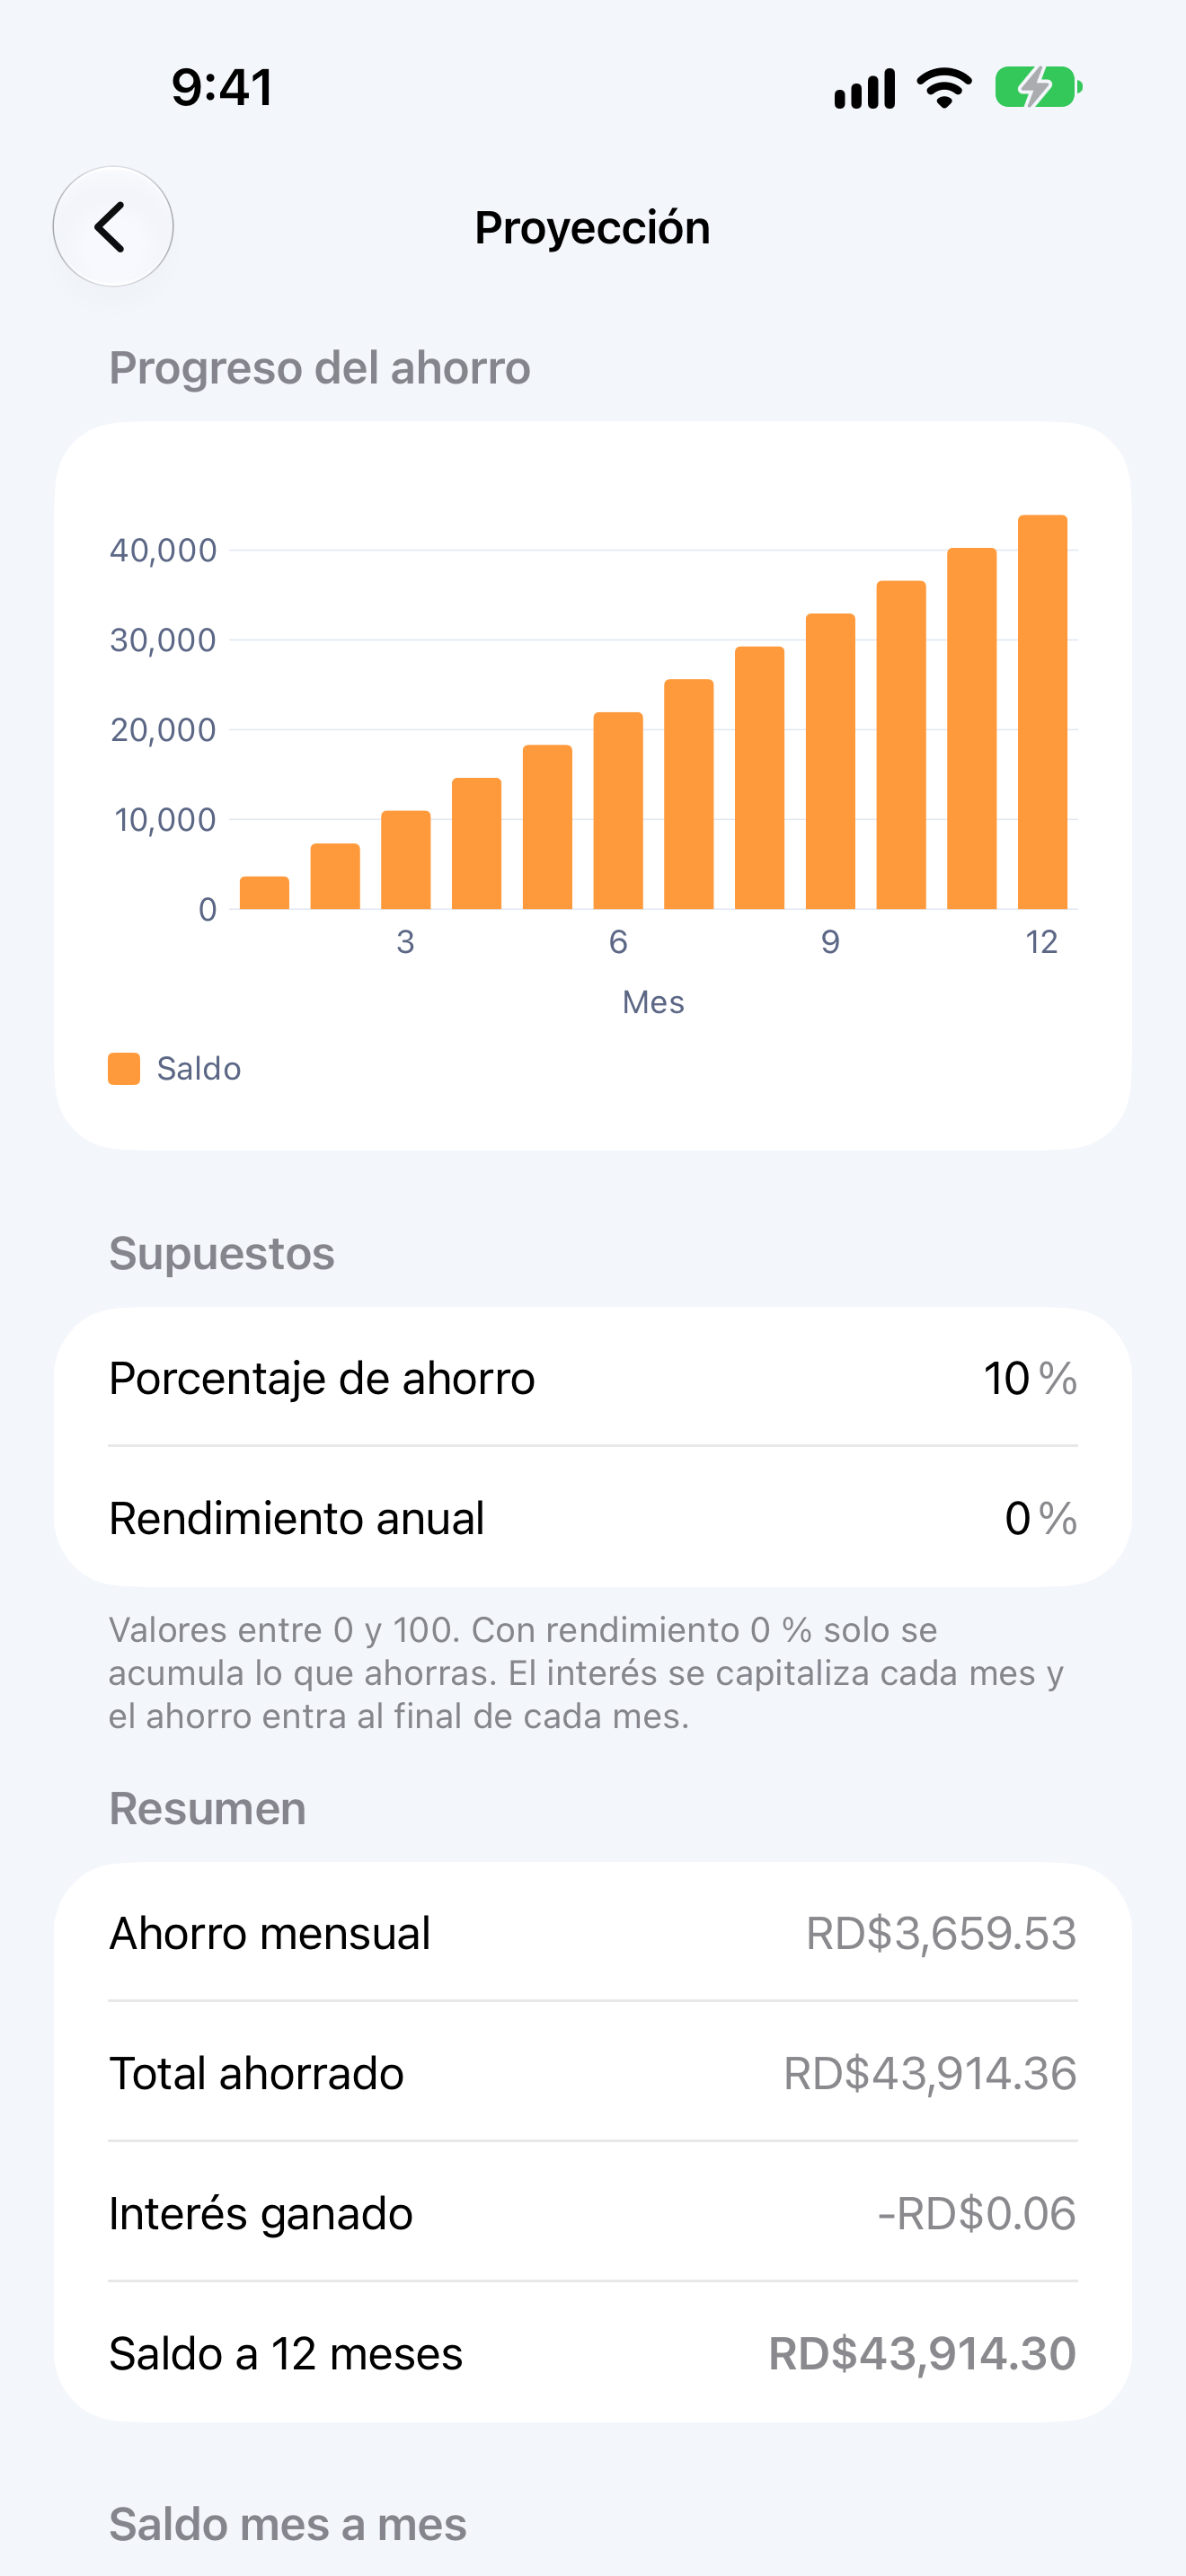 9:41
Proyección
Progreso del ahorro
40,000
30,000
20,000
10,000
0
3 6 9 12
Mes
Saldo
Supuestos
Porcentaje de ahorro 10 %
Rendimiento anual 0 %
Valores entre 0 y 100. Con rendimiento 0 % solo se
acumula lo que ahorras. El interés se capitaliza cada mes y
el ahorro entra al final de cada mes.
Resumen
Ahorro mensual RD$3,659.53
Total ahorrado RD$43,914.36
Interés ganado -RD$0.06
Saldo a 12 meses RD$43,914.30
Saldo mes a mes